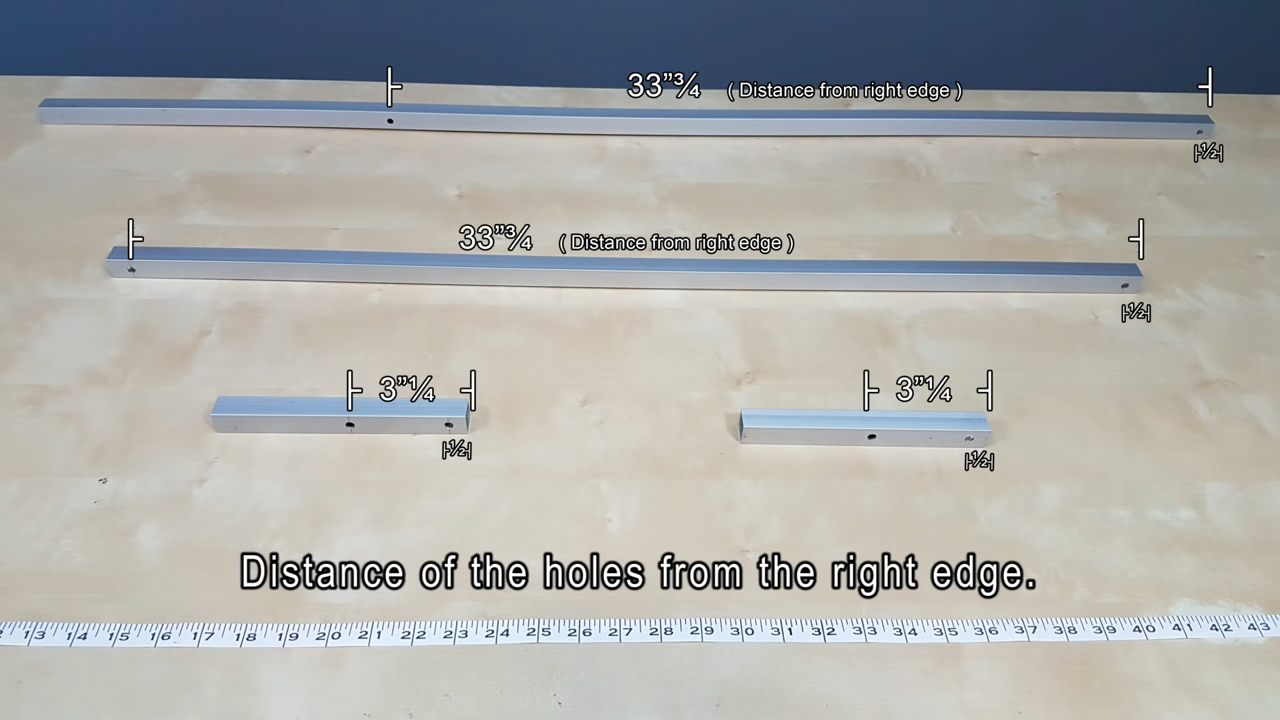 33”¾ ( Distance from right edge )
½
33”¾ ( Distance from right edge )
½
3”¼ 3”¼
½ ½
Distance of the holes from the right edge.
13 14 15 16 17 18 19 20 21 22 23 24 25 26 27 28 29 30 31 32 33 34 35 36 37 38 39 40 41 42 43